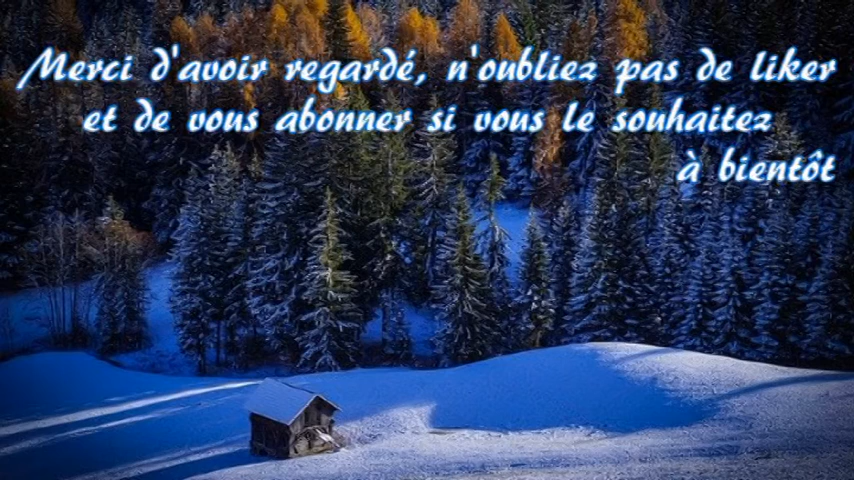 Merci d'avoir regardé, n'oubliez pas de liker
et de vous abonner si vous le souhaitez
à bientôt